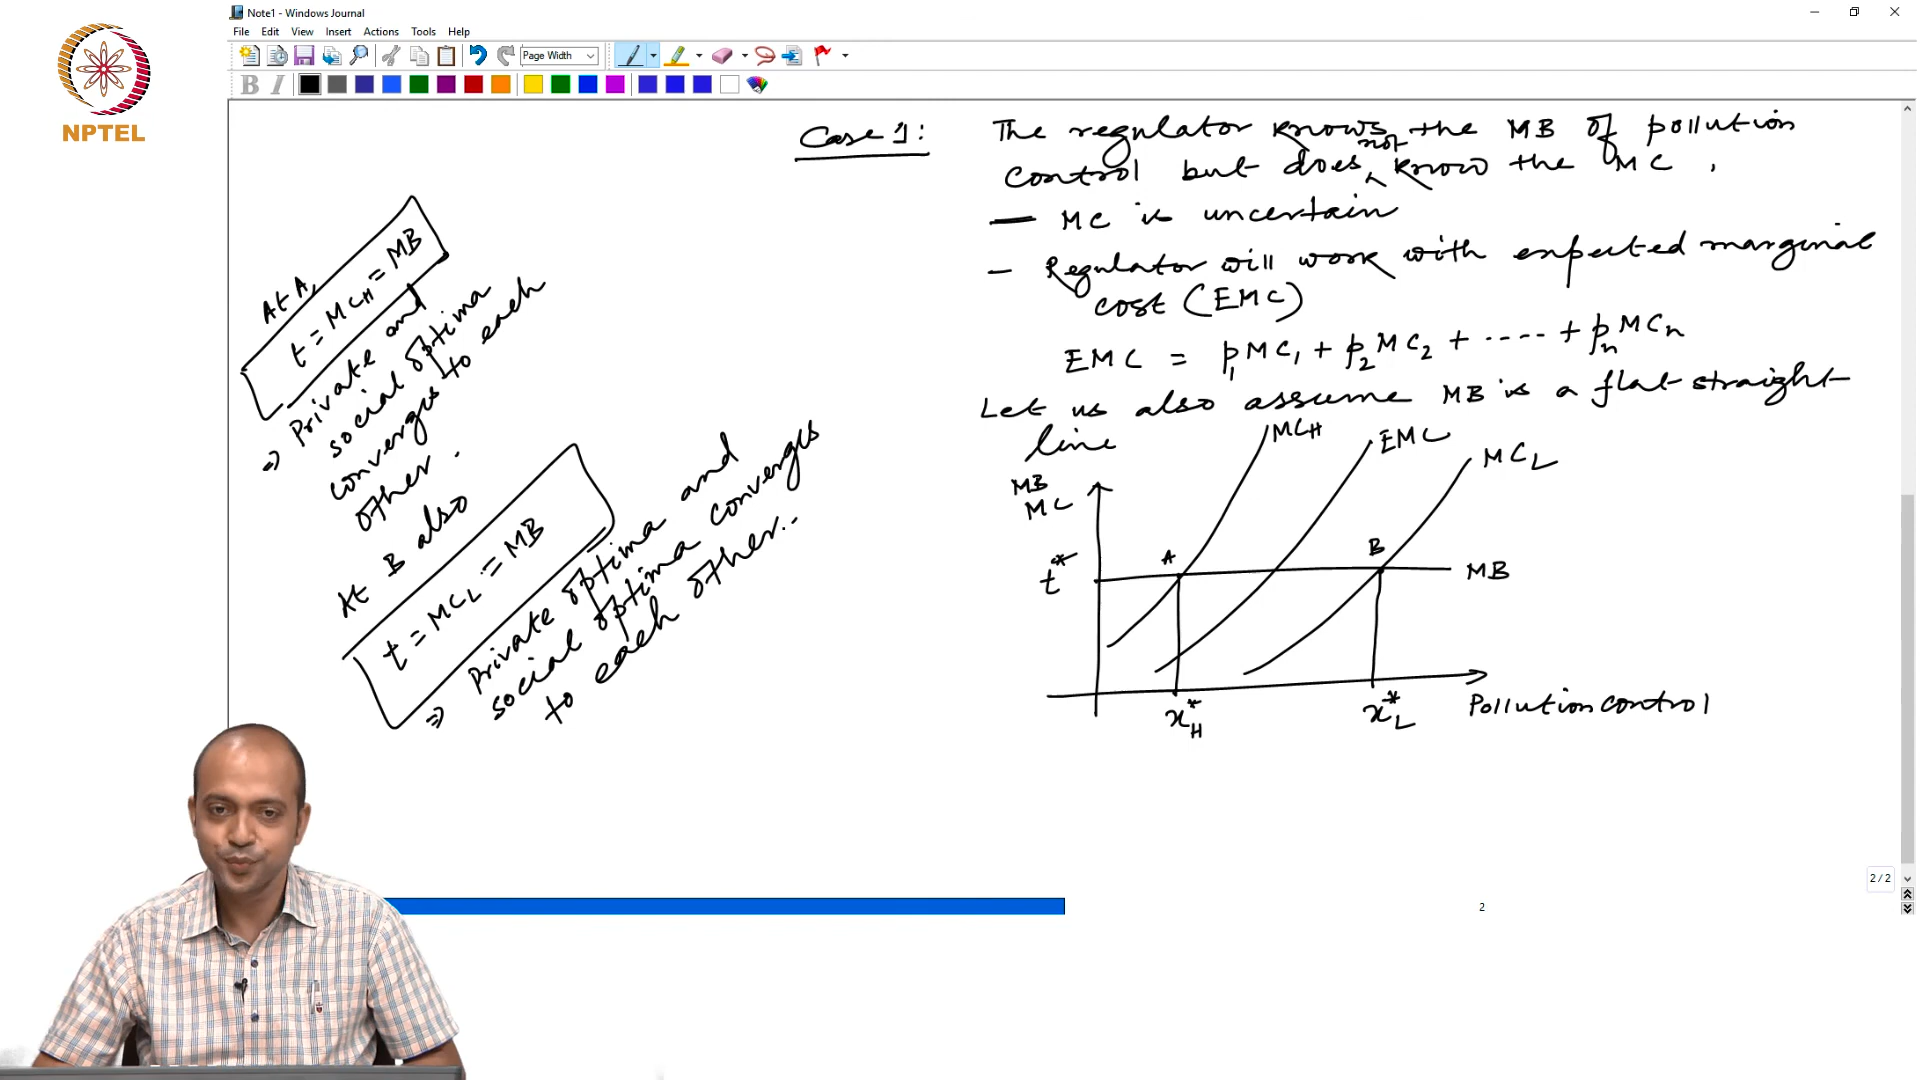 Note1 - Windows Journal
File Edit View Insert Actions Tools Help
Page Width
B I
NPTEL
Case 1:
The regulator knows the MB of pollution
control but does not know the MC.
— MC is uncertain
— Regulator will work with expected marginal
cost (EMC)
EMC = p₁MC₁ + p₂MC₂ + ---- + pₙMCₙ
Let us also assume MB is a flat straight
line
MCH
EMC
MCL
MB
MC
t*
A
B
MB
x*H
x*L
Pollution control
At A,
t = MCH = MB
⇒ Private and
social optima
converges to each
other.
At B also
t = MCL = MB
⇒ Private optima and
social optima converges
to each other..
2/2
2